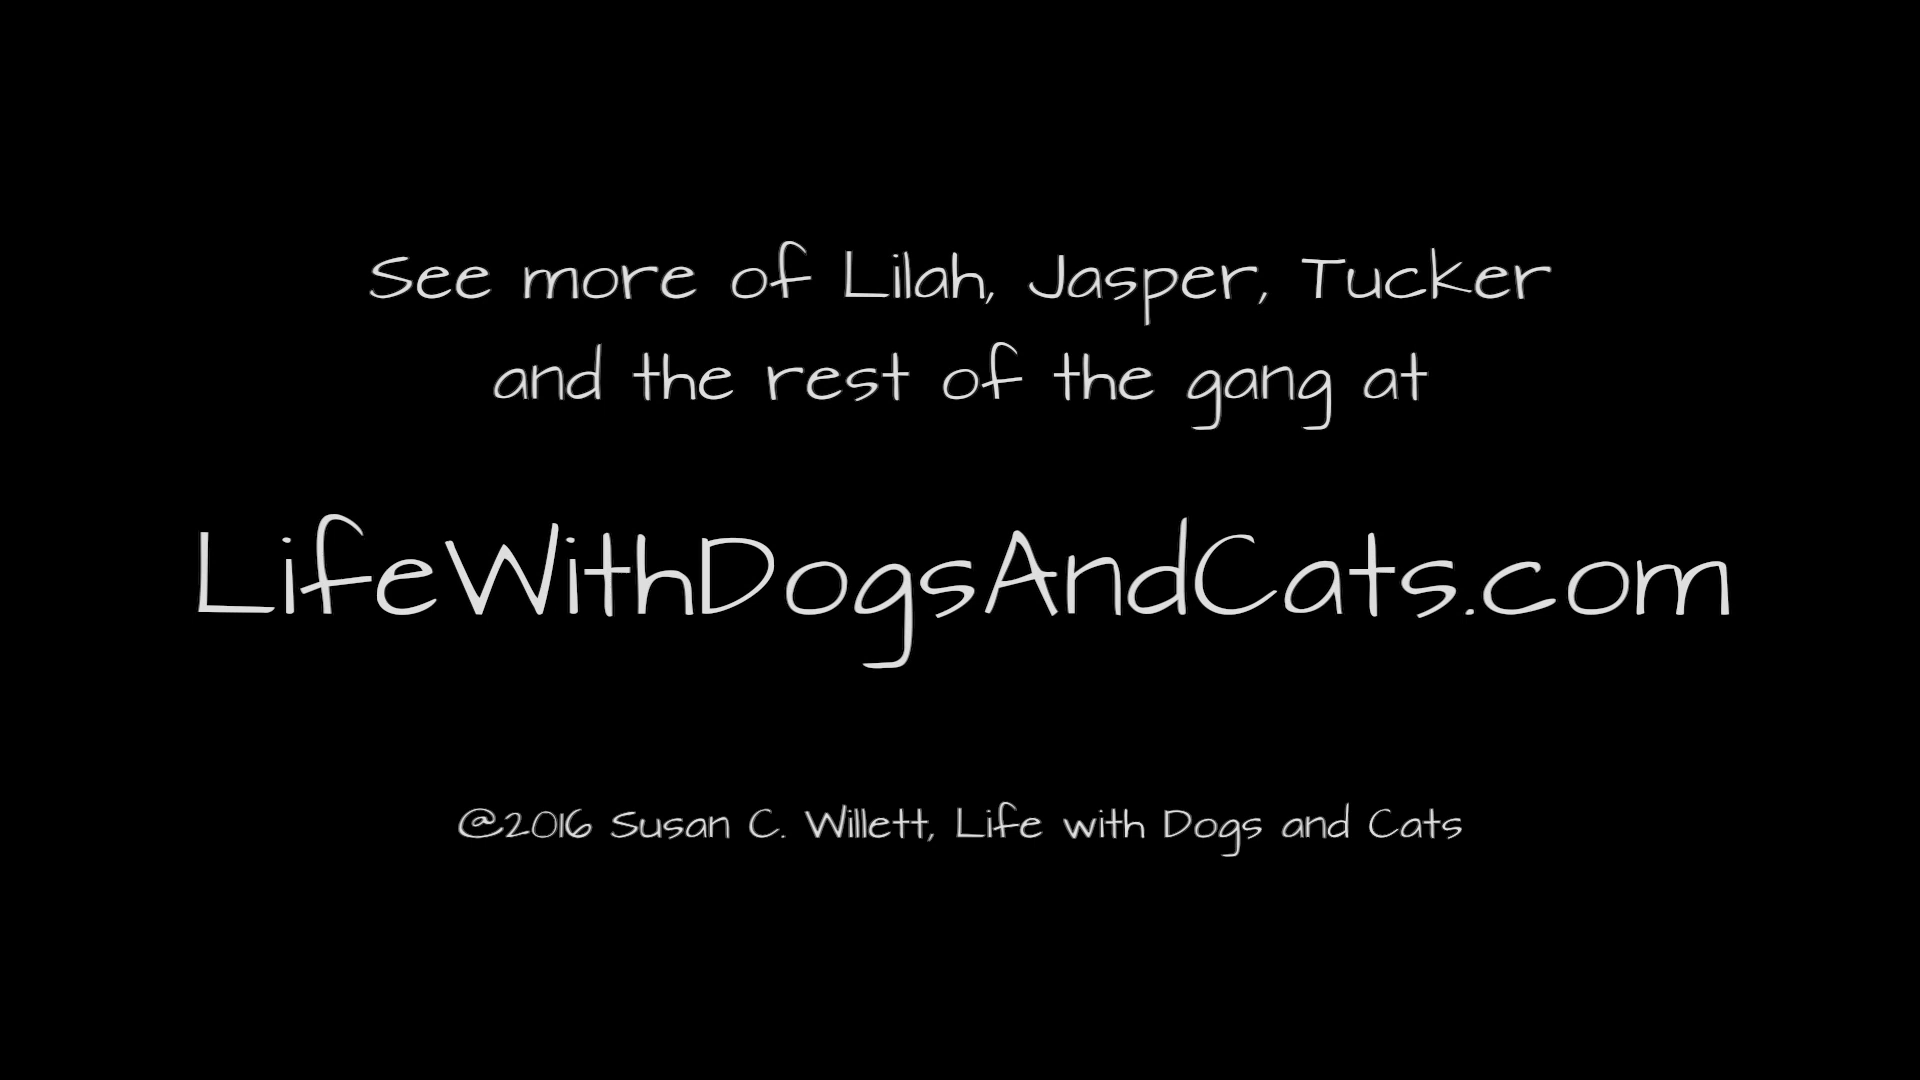 See more of Lilah, Jasper, Tucker
and the rest of the gang at
LifeWithDogsAndCats.com
@2016 Susan C. Willett, Life with Dogs and Cats